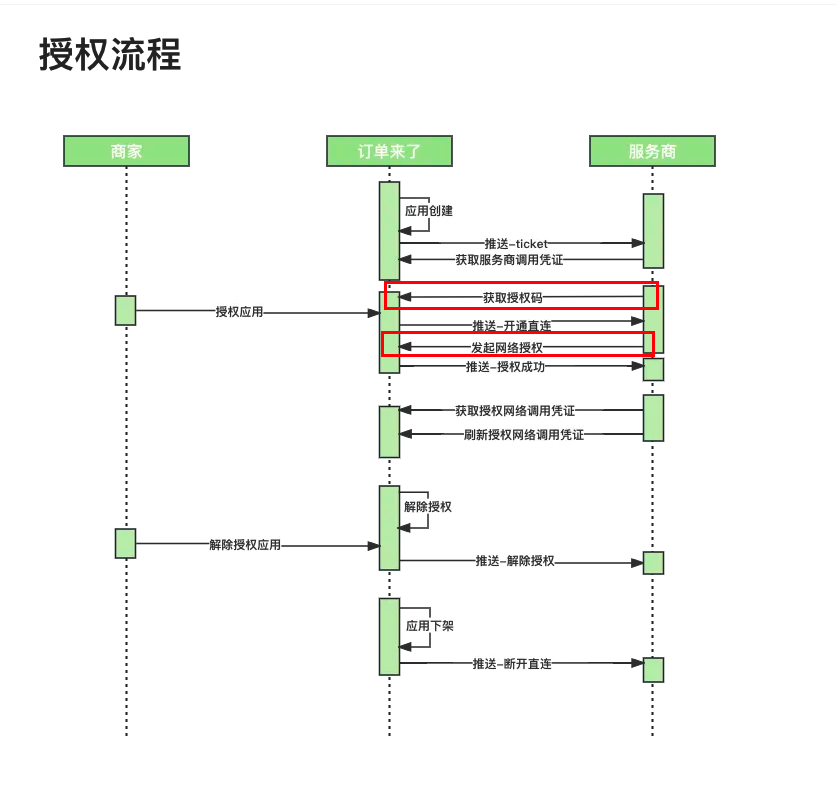 授权流程
商家
订单来了
服务商
应用创建
推送-ticket
获取服务商调用凭证
获取授权码
授权应用
推送-开通直连
发起网络授权
推送-授权成功
获取授权网络调用凭证
刷新授权网络调用凭证
解除授权
解除授权应用
推送-解除授权
应用下架
推送-断开直连